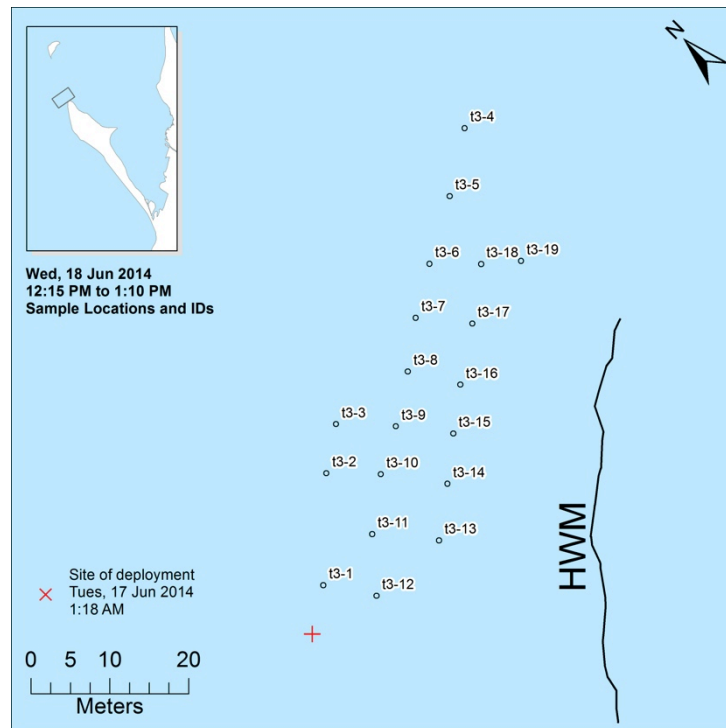 N
t3-4
t3-5
t3-6
t3-18
t3-19
Wed, 18 Jun 2014
12:15 PM to 1:10 PM
Sample Locations and IDs
t3-7
t3-17
t3-8
t3-16
t3-3
t3-9
t3-15
t3-2
t3-10
t3-14
t3-11
t3-13
HWM
t3-1
t3-12
Site of deployment
Tues, 17 Jun 2014
1:18 AM
0 5 10 20
Meters